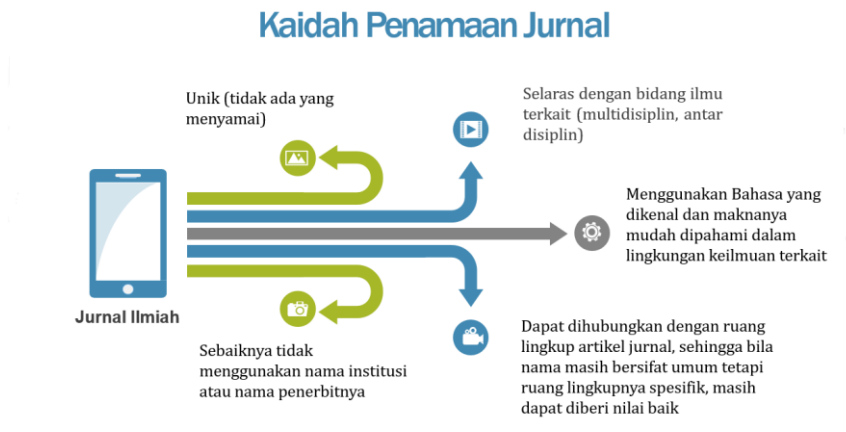 Kaidah Penamaan Jurnal
Unik (tidak ada yang
menyamai)
Selaras dengan bidang ilmu
terkait (multidisiplin, antar
disiplin)
Menggunakan Bahasa yang
dikenal dan maknanya
mudah dipahami dalam
lingkungan keilmuan terkait
Jurnal Ilmiah
Sebaiknya tidak
menggunakan nama institusi
atau nama penerbitnya
Dapat dihubungkan dengan ruang
lingkup artikel jurnal, sehingga bila
nama masih bersifat umum tetapi
ruang lingkupnya spesifik, masih
dapat diberi nilai baik